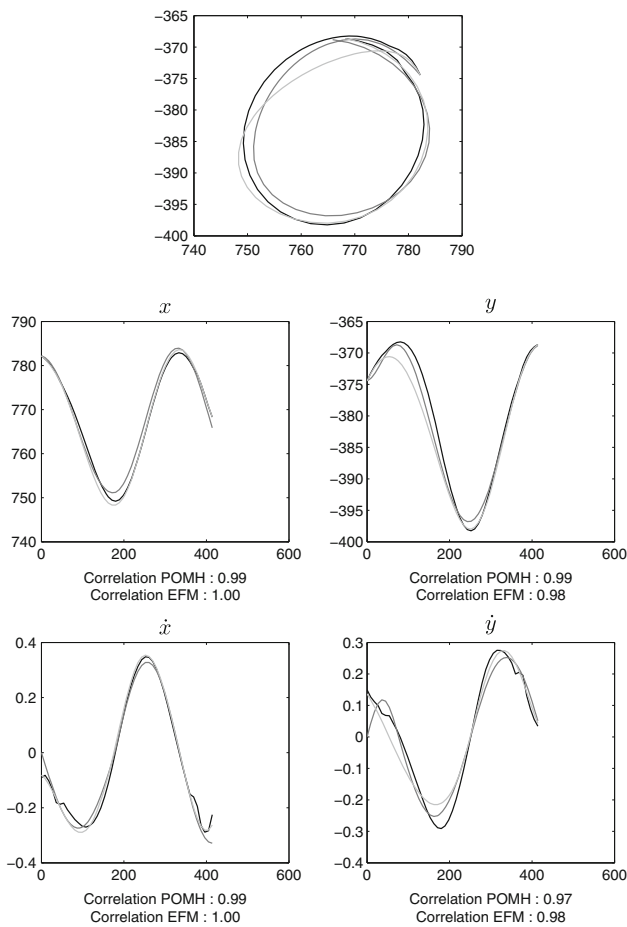 −365
−370
−375
−380
−385
−390
−395
−400
740 750 760 770 780 790
x y
790
780
770
760
750
740
0 200 400 600
−365
−370
−375
−380
−385
−390
−395
−400
0 200 400 600
Correlation POMH : 0.99
Correlation EFM : 1.00
Correlation POMH : 0.99
Correlation EFM : 0.98
ẋ ẏ
0.4
0.2
0
−0.2
−0.4
0 200 400 600
0.3
0.2
0.1
0
−0.1
−0.2
−0.3
−0.4
0 200 400 600
Correlation POMH : 0.99
Correlation EFM : 1.00
Correlation POMH : 0.97
Correlation EFM : 0.98